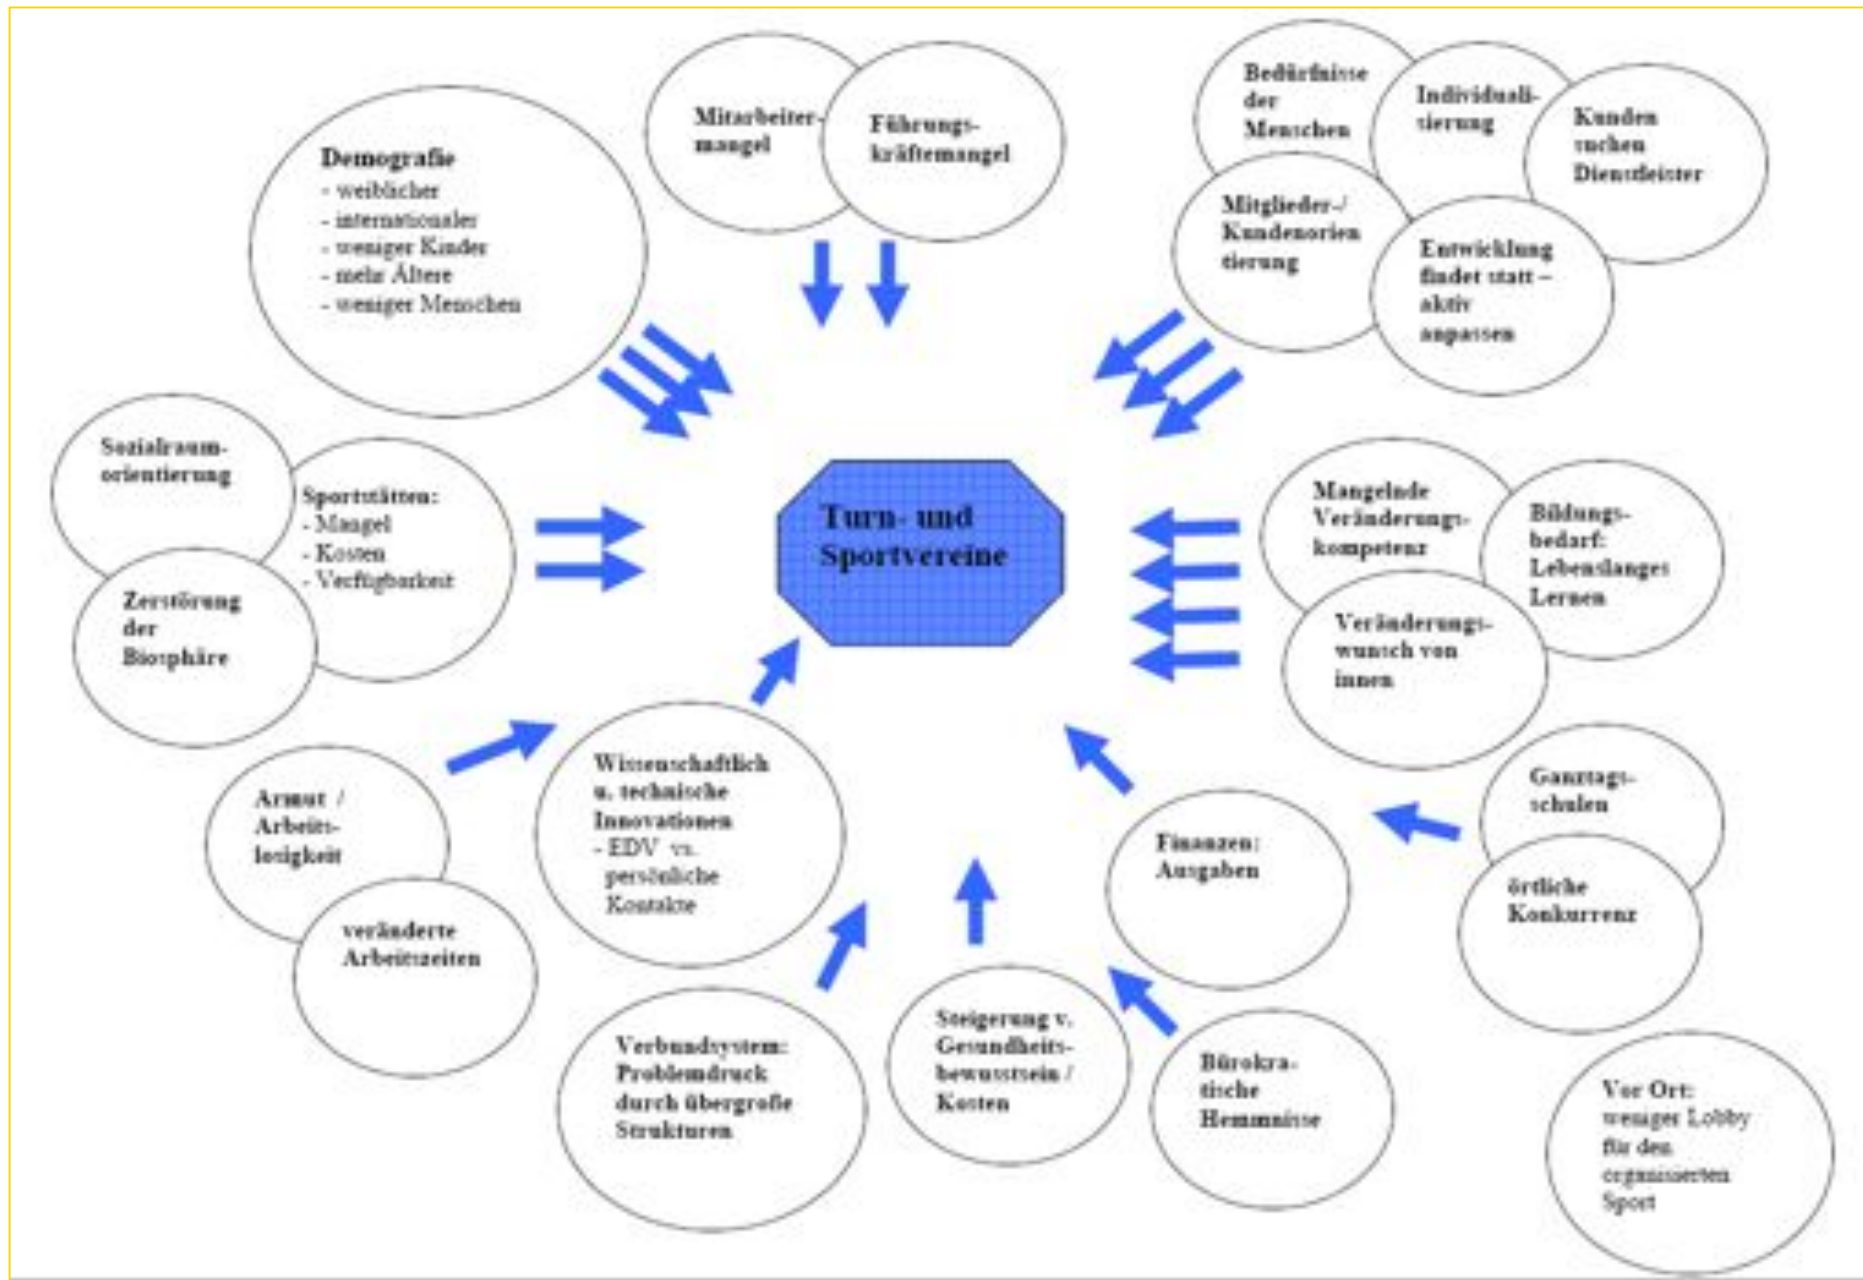 Demografie
- weiblicher
- internationaler
- weniger Kinder
- mehr Ältere
- weniger Menschen
Mitarbeiter-
mangel
Führungs-
kräftemangel
Bedürfnisse
der
Menschen
Individuali-
sierung
Kunden
suchen
Dienstleister
Mitglieder-/
Kundenorien
tierung
Entwicklung
findet statt –
aktiv
anpassen
Sozialraum-
orientierung
Sportstätten:
- Mangel
- Kosten
- Verfügbarkeit
Zerstörung
der
Biosphäre
Turn- und
Sportvereine
Mangelnde
Veränderungs-
kompetenz
Bildungs-
bedarf:
Lebenslanges
Lernen
Veränderungs-
wunsch von
innen
Armut /
Arbeits-
losigkeit
veränderte
Arbeitszeiten
Wissenschaftlich
u. technische
Innovationen
- EDV vs.
persönliche
Kontakte
Finanzen:
Ausgaben
Ganztags-
schulen
örtliche
Konkurrenz
Verbundsystem:
Problemdruck
durch übergroße
Strukturen
Steigerung v.
Gesundheits-
bewusstsein /
Kosten
Bürokra-
tische
Hemmnisse
Vor Ort:
weniger Lobby
für den
organisierten
Sport